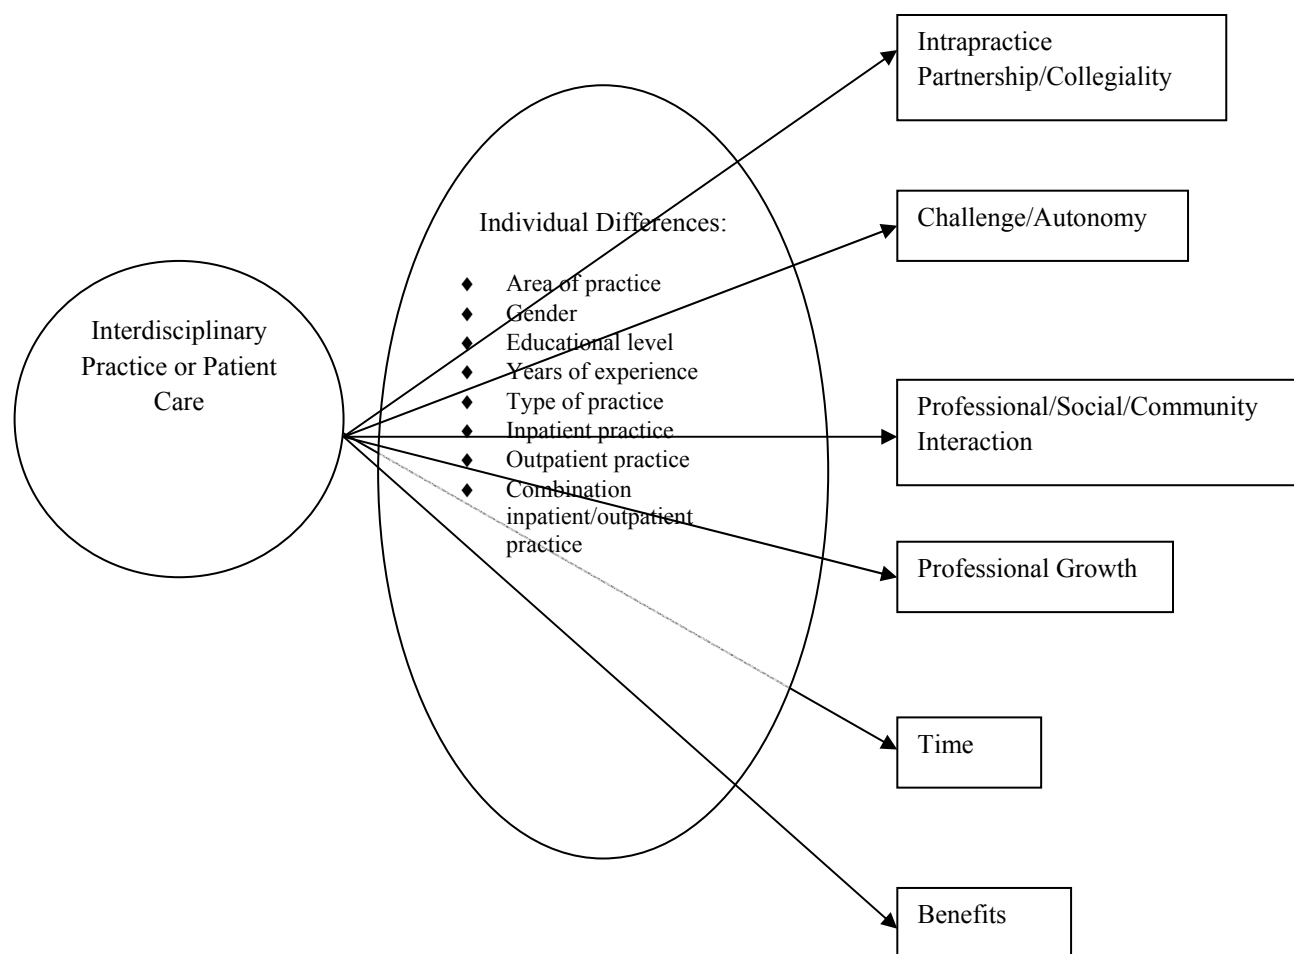 Interdisciplinary
Practice or Patient
Care
Individual Differences:
♦ Area of practice
♦ Gender
♦ Educational level
♦ Years of experience
♦ Type of practice
♦ Inpatient practice
♦ Outpatient practice
♦ Combination
inpatient/outpatient
practice
Intrapractice
Partnership/Collegiality
Challenge/Autonomy
Professional/Social/Community
Interaction
Professional Growth
Time
Benefits